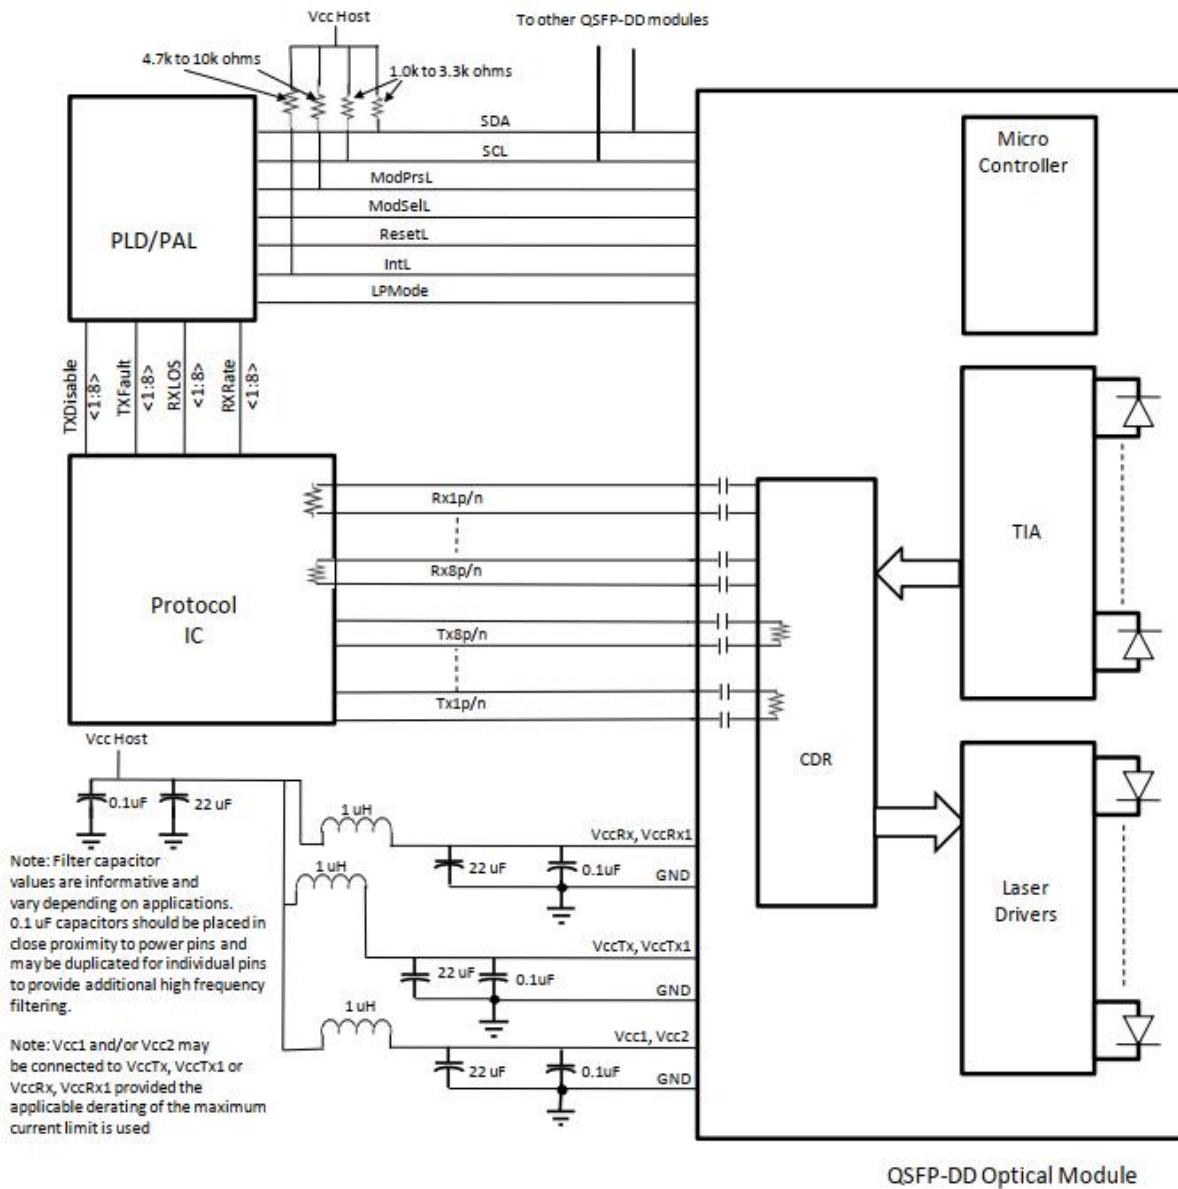 Vcc Host
To other QSFP-DD modules
4.7k to 10k ohms
1.0k to 3.3k ohms
SDA
SCL
ModPrsL
ModSelL
ResetL
IntL
LPMode
PLD/PAL
Micro
Controller
TXDisable
<1:8>
TXFault
<1:8>
RXLOS
<1:8>
RXRate
<1:8>
Rx1p/n
Rx8p/n
Tx8p/n
Tx1p/n
Protocol
IC
TIA
CDR
Laser
Drivers
Vcc Host
0.1uF
22 uF
1 uH
VccRx, VccRx1
22 uF
0.1uF
GND
1 uH
VccTx, VccTx1
22 uF
0.1uF
GND
1 uH
Vcc1, Vcc2
22 uF
0.1uF
GND
Note: Filter capacitor
values are informative and
vary depending on applications.
0.1 uF capacitors should be placed in
close proximity to power pins and
may be duplicated for individual pins
to provide additional high frequency
filtering.
Note: Vcc1 and/or Vcc2 may
be connected to VccTx, VccTx1 or
VccRx, VccRx1 provided the
applicable derating of the maximum
current limit is used
QSFP-DD Optical Module